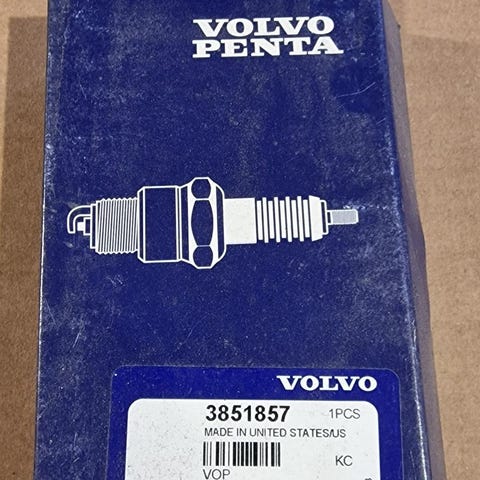 VOLVO
PENTA
VOLVO
3851857 1PCS
MADE IN UNITED STATES/US
KC
VOP